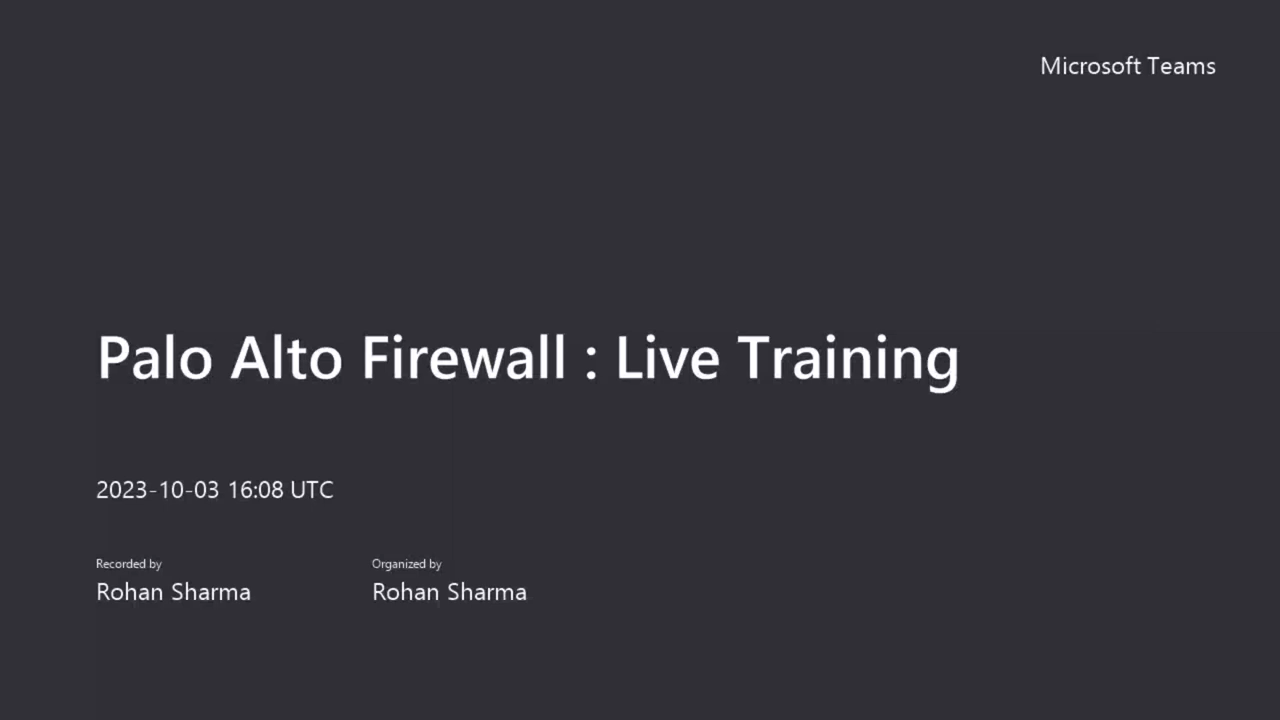 Microsoft Teams
Palo Alto Firewall : Live Training
2023-10-03 16:08 UTC
Recorded by
Rohan Sharma
Organized by
Rohan Sharma